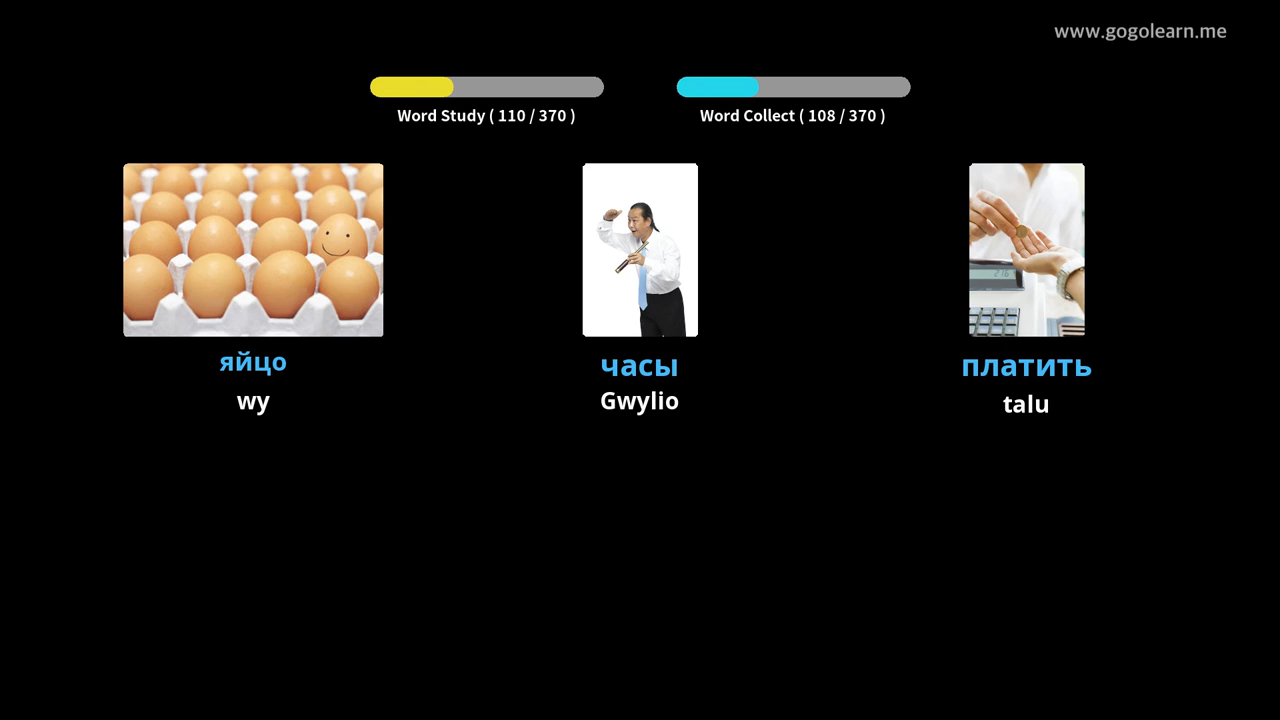 www.gogolearn.me
Word Study ( 110 / 370 )
Word Collect ( 108 / 370 )
яйцо
часы
платить
wy
Gwylio
talu